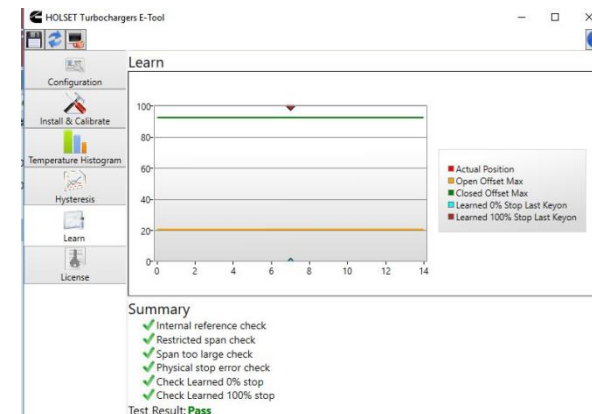 HOLSET Turbochargers E-Tool
Configuration
Install & Calibrate
Temperature Histogram
Hysteresis
Learn
License
Learn
100
80
60
40
20
0
0 2 4 6 8 10 12 14
Actual Position
Open Offset Max
Closed Offset Max
Learned 0% Stop Last Keyon
Learned 100% Stop Last Keyon
Summary
Internal reference check
Restricted span check
Span too large check
Physical stop error check
Check Learned 0% stop
Check Learned 100% stop
Test Result: Pass